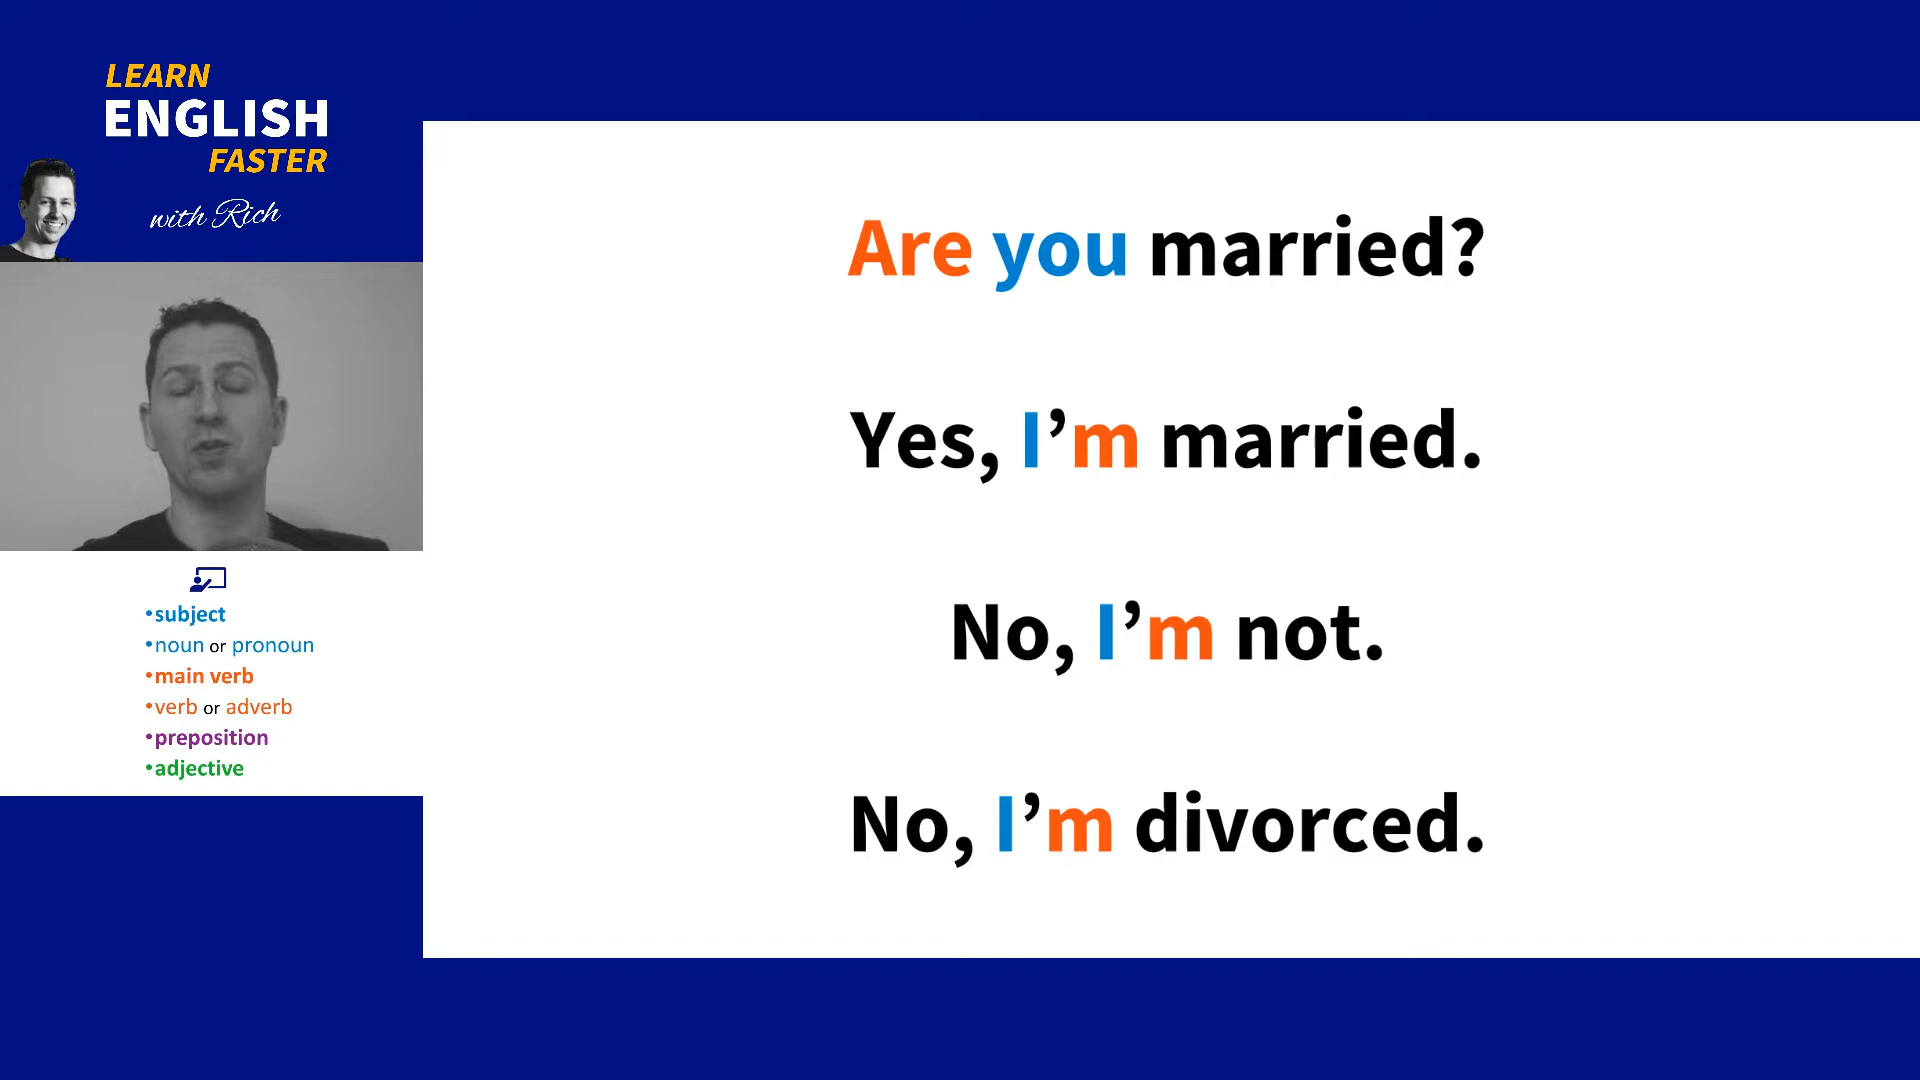 LEARN
ENGLISH
FASTER
with Rich
•subject
•noun or pronoun
•main verb
•verb or adverb
•preposition
•adjective
Are you married?
Yes, I’m married.
No, I’m not.
No, I’m divorced.